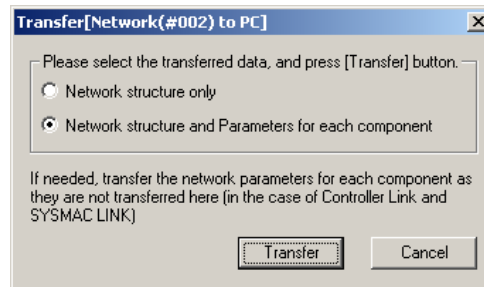 Transfer[Network(#002) to PC]
Please select the transferred data, and press [Transfer] button.
Network structure only
Network structure and Parameters for each component
If needed, transfer the network parameters for each component as
they are not transferred here (in the case of Controller Link and
SYSMAC LINK)
Transfer Cancel